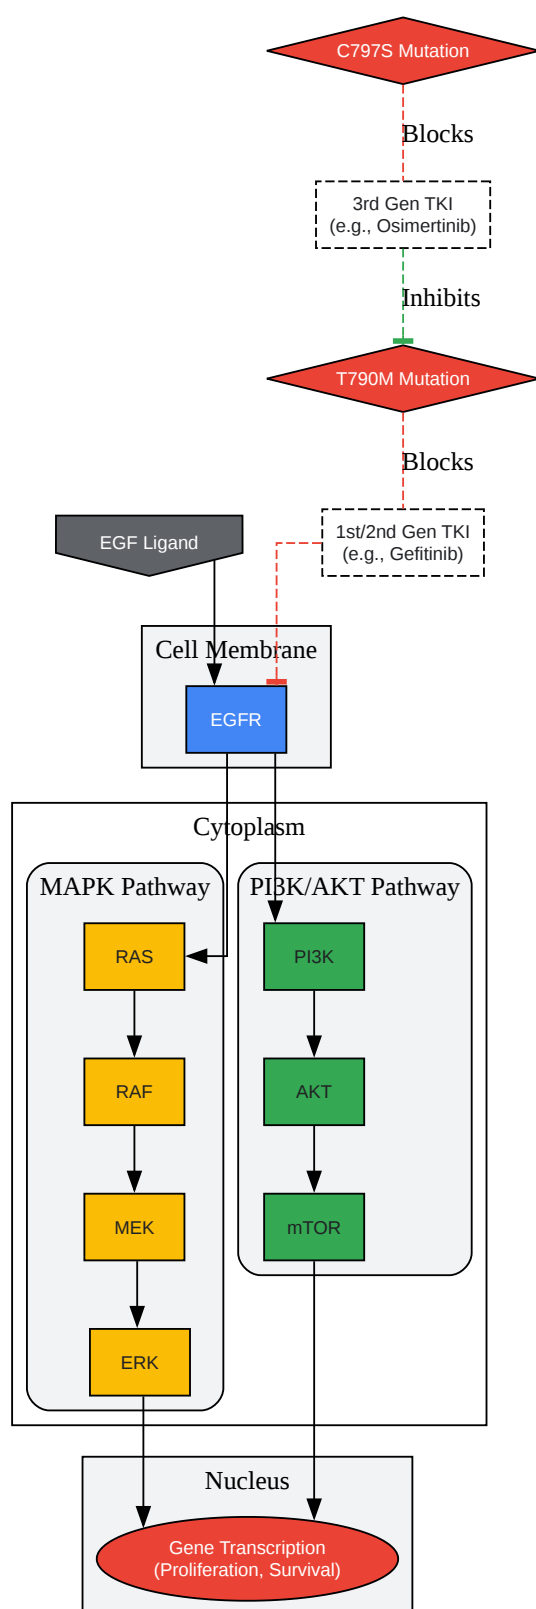 C797S Mutation
Blocks
3rd Gen TKI
(e.g., Osimertinib)
Inhibits
T790M Mutation
Blocks
1st/2nd Gen TKI
(e.g., Gefitinib)
EGF Ligand
Cell Membrane
EGFR
Cytoplasm
MAPK Pathway
RAS
RAF
MEK
ERK
PI3K/AKT Pathway
PI3K
AKT
mTOR
Nucleus
Gene Transcription
(Proliferation, Survival)